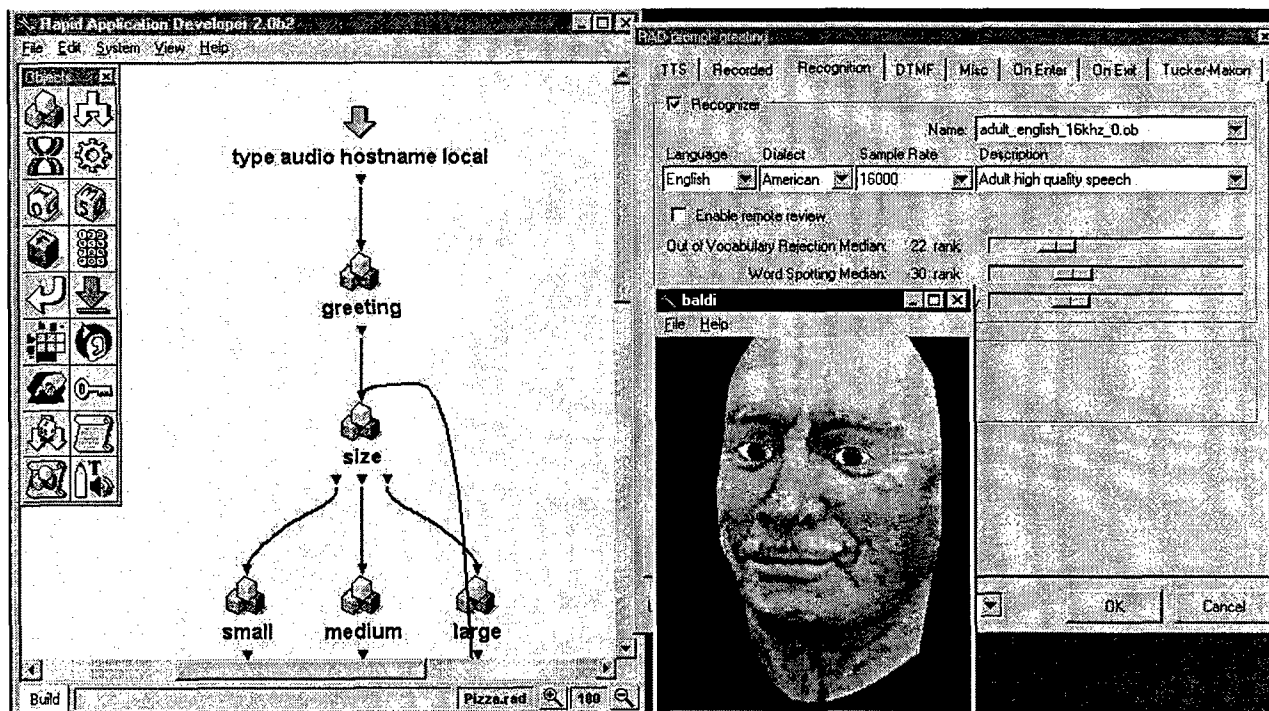 Rapid Application Developer 2.0b2
File Edit System View Help
Objects
type audio hostname local
greeting
size
small medium large
Build Pizza.rad 100
RAD prompt: greeting
TTS Recorded Recognition DTMF Misc On Enter On Exit Tucker-Maxon
Recognizer
Name: adult_english_16khz_0.ob
Language Dialect Sample Rate Description
English American 16000 Adult high quality speech
Enable remote review
Out of Vocabulary Rejection Median: 22 rank
Word Spotting Median: -30 rank
baldi
File Help
OK Cancel